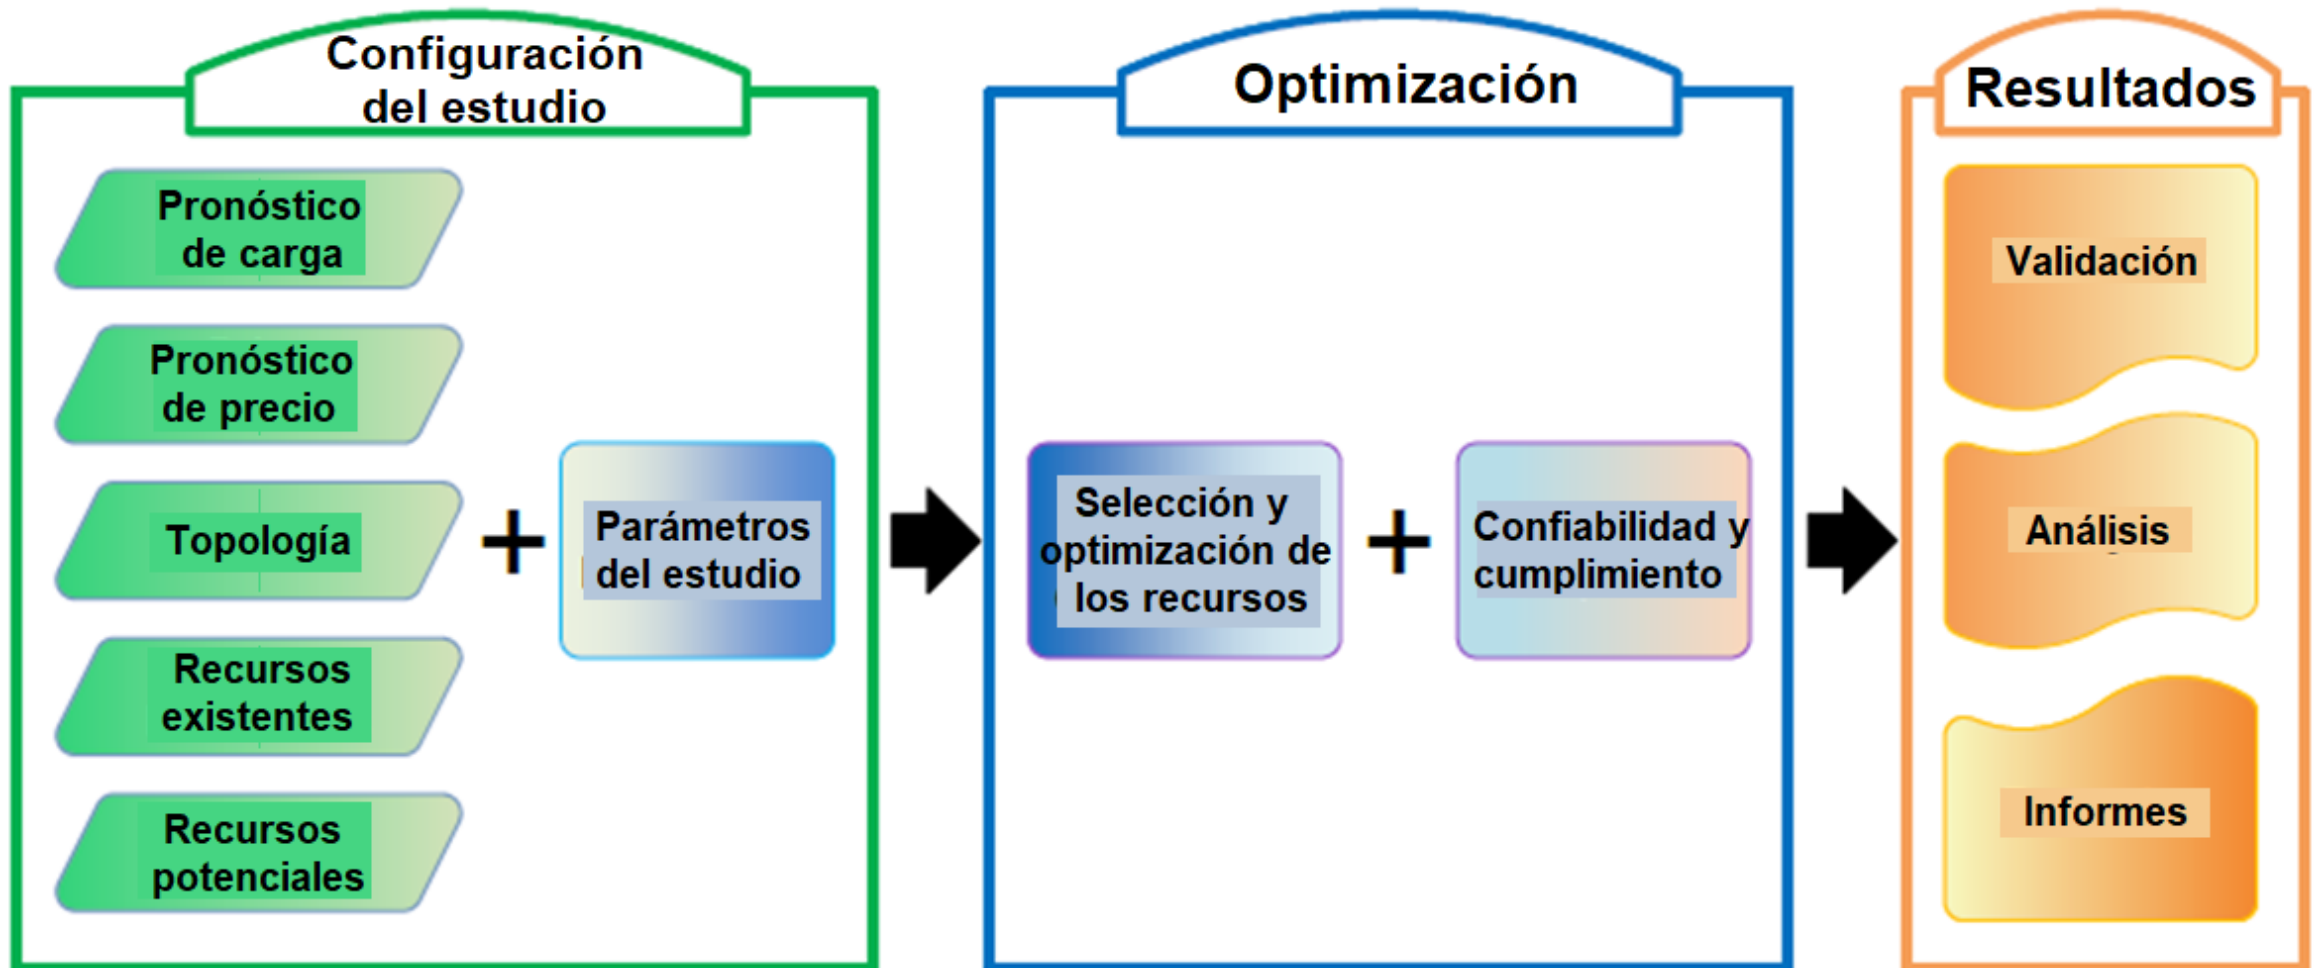 Configuración
del estudio
Pronóstico
de carga
Pronóstico
de precio
Topología
Recursos
existentes
Recursos
potenciales
+
Parámetros
del estudio
Optimización
Selección y
optimización de
los recursos
+
Confiabilidad y
cumplimiento
Resultados
Validación
Análisis
Informes